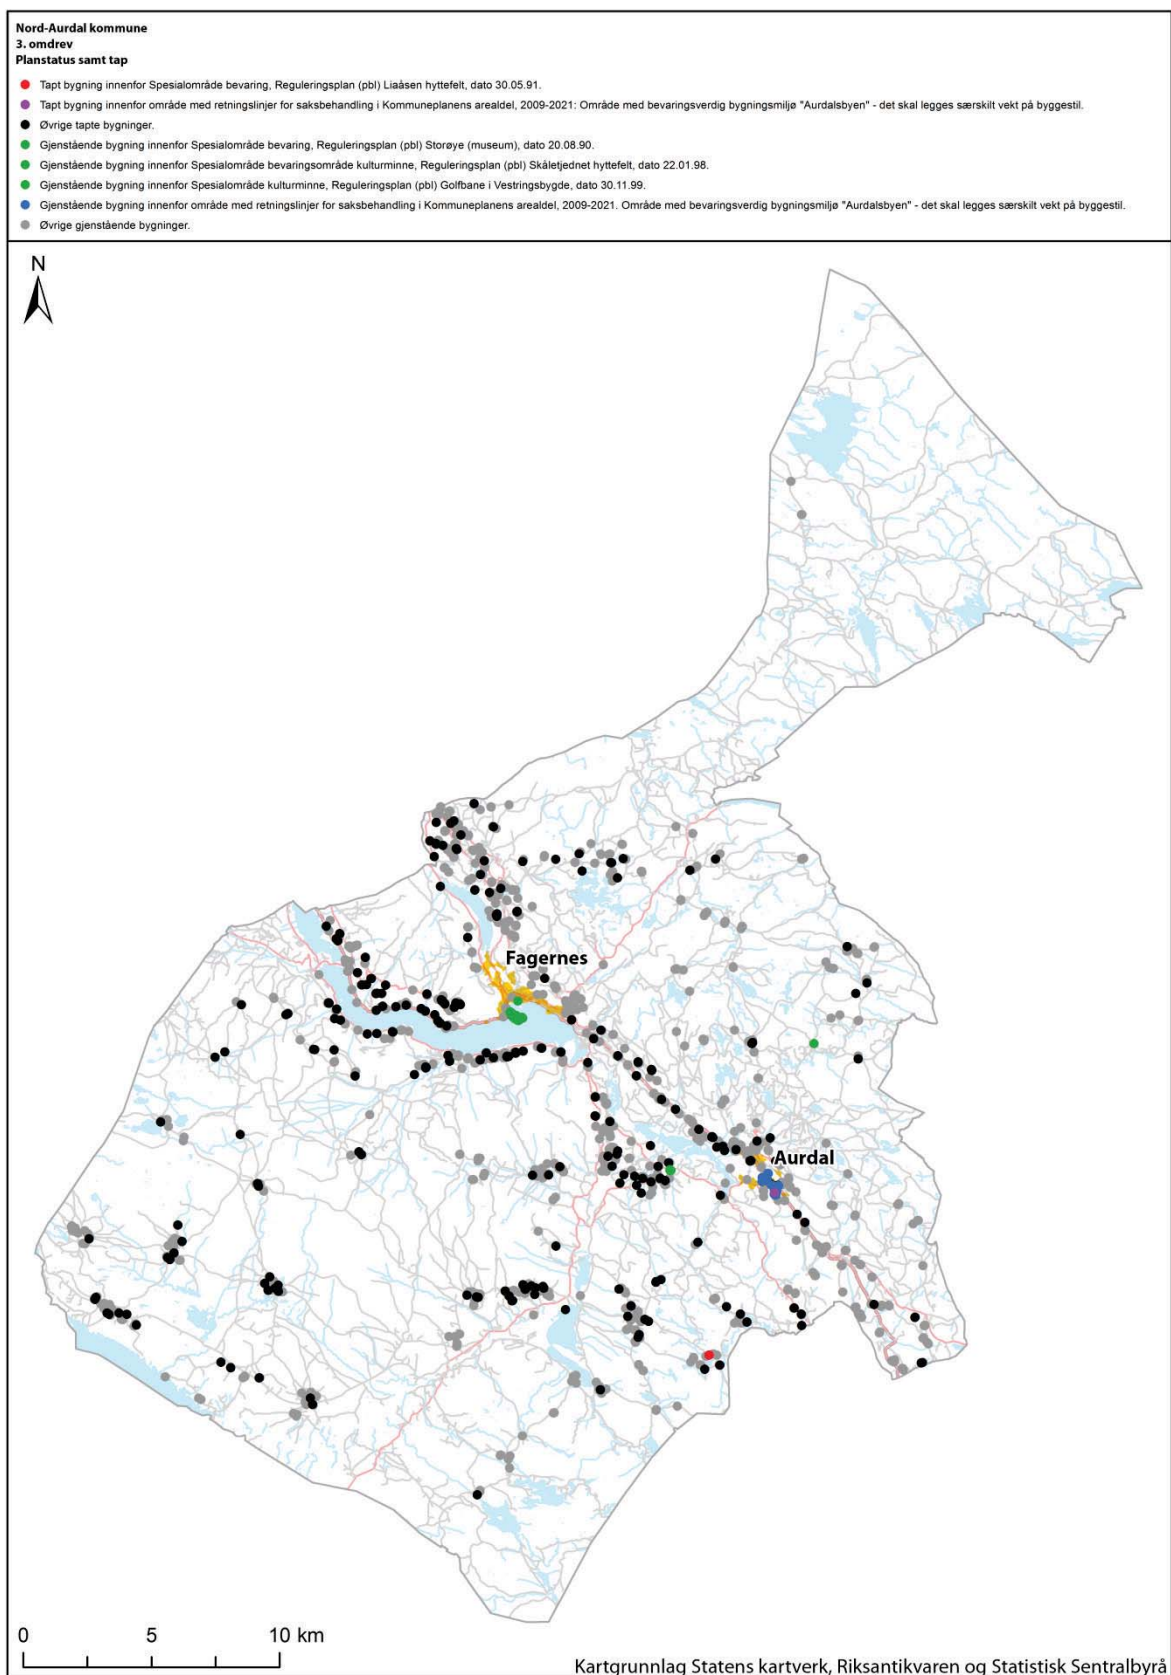 Nord-Aurdal kommune
3. omdrev
Planstatus samt tap
Tapt bygning innenfor Spesialområde bevaring, Reguleringsplan (pbl) Liaåsen hyttefelt, dato 30.05.91.
Tapt bygning innenfor område med retningslinjer for saksbehandling i Kommuneplanens arealdel, 2009-2021: Område med bevaringsverdig bygningsmiljø "Aurdalsbyen" - det skal legges særskilt vekt på byggestil.
Øvrige tapte bygninger.
Gjenstående bygning innenfor Spesialområde bevaring, Reguleringsplan (pbl) Storøye (museum), dato 20.08.90.
Gjenstående bygning innenfor Spesialområde bevaringsområde kulturminne, Reguleringsplan (pbl) Skåletjednet hyttefelt, dato 22.01.98.
Gjenstående bygning innenfor Spesialområde kulturminne, Reguleringsplan (pbl) Golfbane i Vestringsbygde, dato 30.11.99.
Gjenstående bygning innenfor område med retningslinjer for saksbehandling i Kommuneplanens arealdel, 2009-2021. Område med bevaringsverdig bygningsmiljø "Aurdalsbyen" - det skal legges særskilt vekt på byggestil.
Øvrige gjenstående bygninger.
N
Fagernes
Aurdal
0 5 10 km
Kartgrunnlag Statens kartverk, Riksantikvaren og Statistisk Sentralbyrå